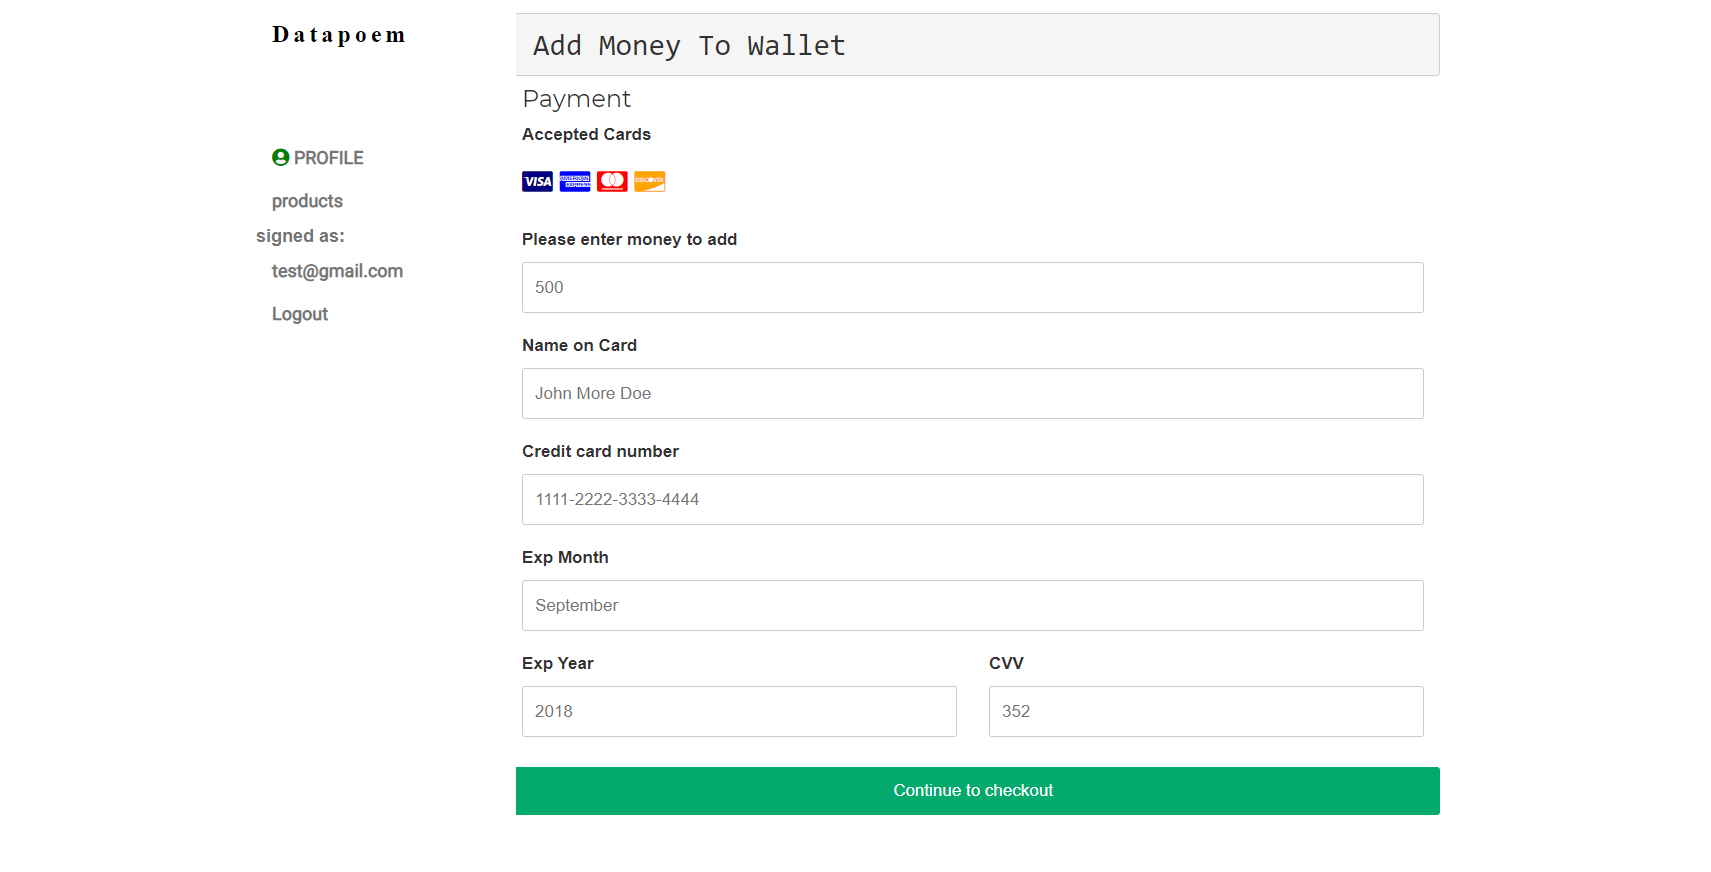 Datapoem
PROFILE
products
signed as:
test@gmail.com
Logout
Add Money To Wallet
Payment
Accepted Cards
VISA AMERICAN EXPRESS mastercard DISCOVER
Please enter money to add
500
Name on Card
John More Doe
Credit card number
1111-2222-3333-4444
Exp Month
September
Exp Year
2018
CVV
352
Continue to checkout